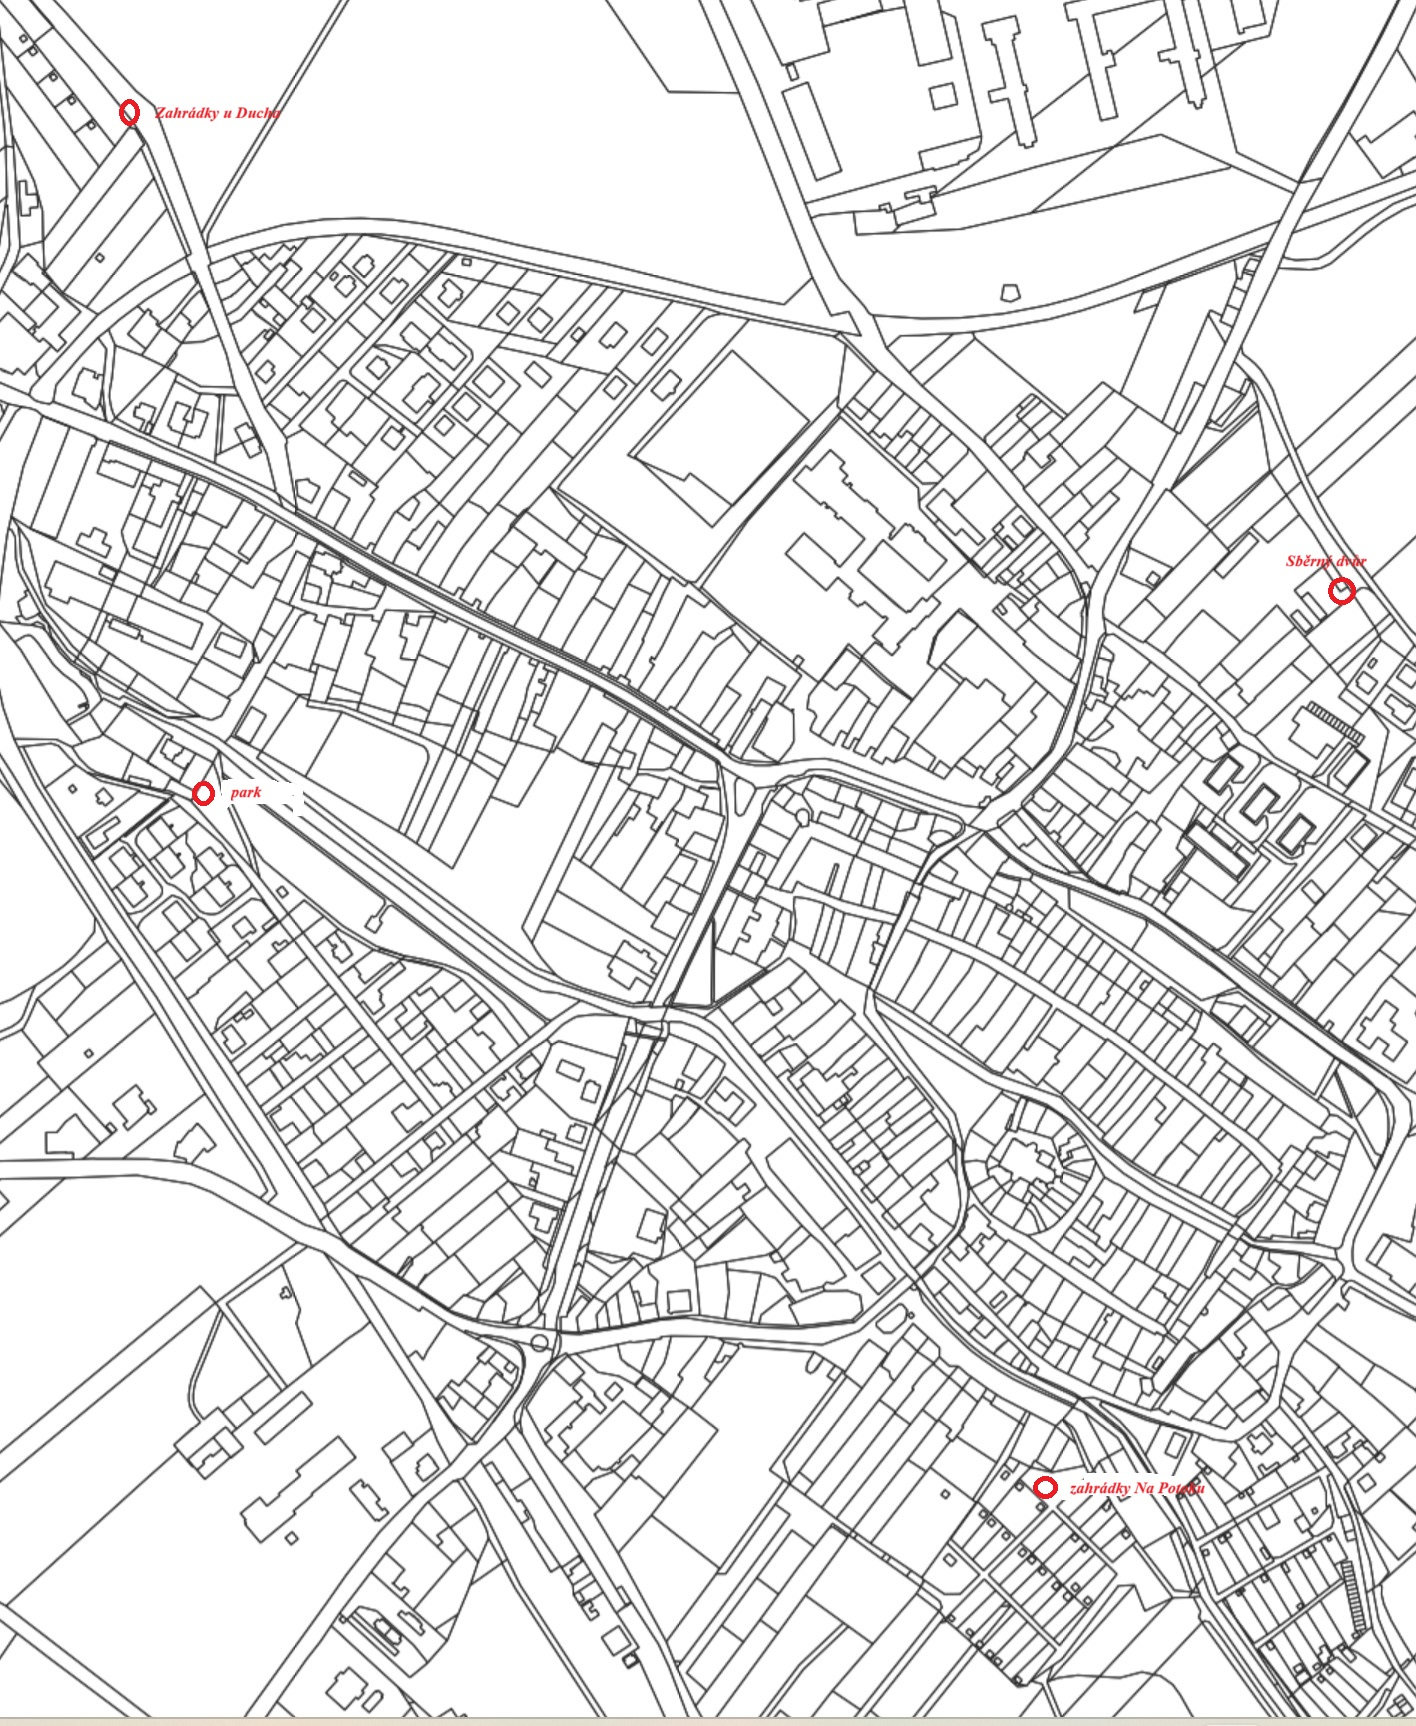 Zahrádky u Ducha
Sběrný dvůr
park
zahrádky Na Potoku